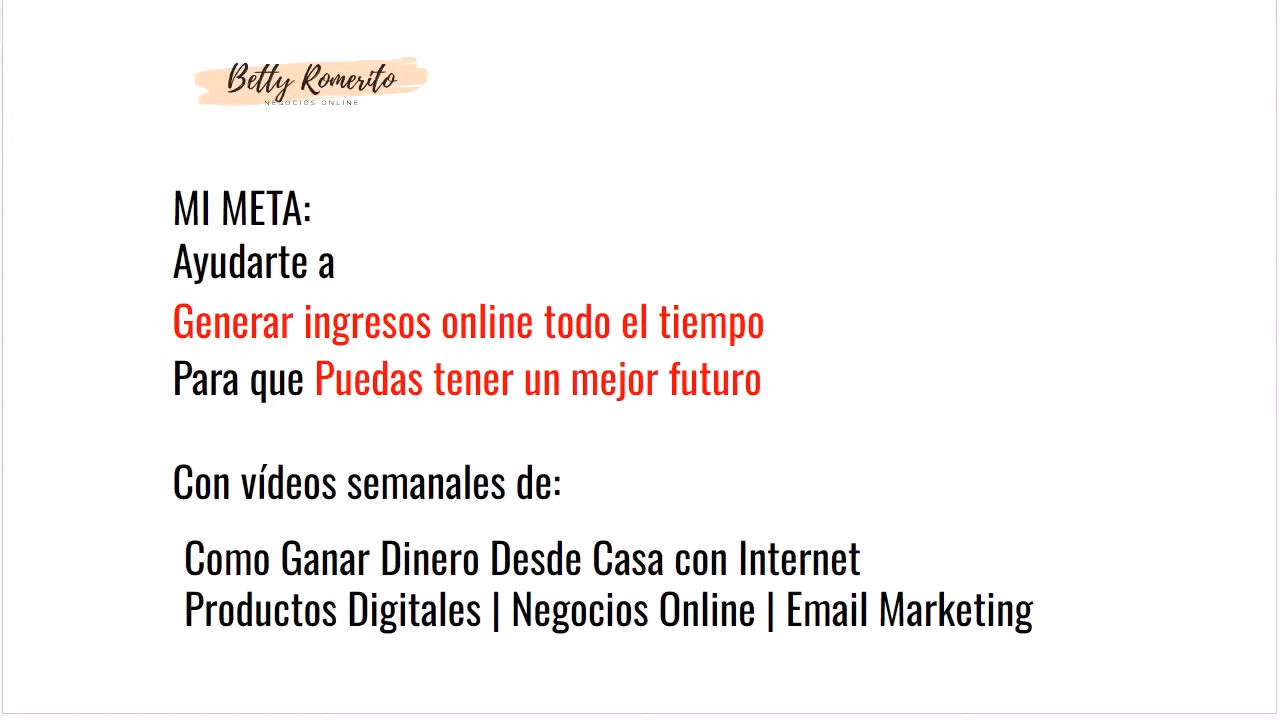 Betty Romerito
NEGOCIOS ONLINE
MI META:
Ayudarte a
Generar ingresos online todo el tiempo
Para que Puedas tener un mejor futuro
Con vídeos semanales de:
Como Ganar Dinero Desde Casa con Internet
Productos Digitales | Negocios Online | Email Marketing